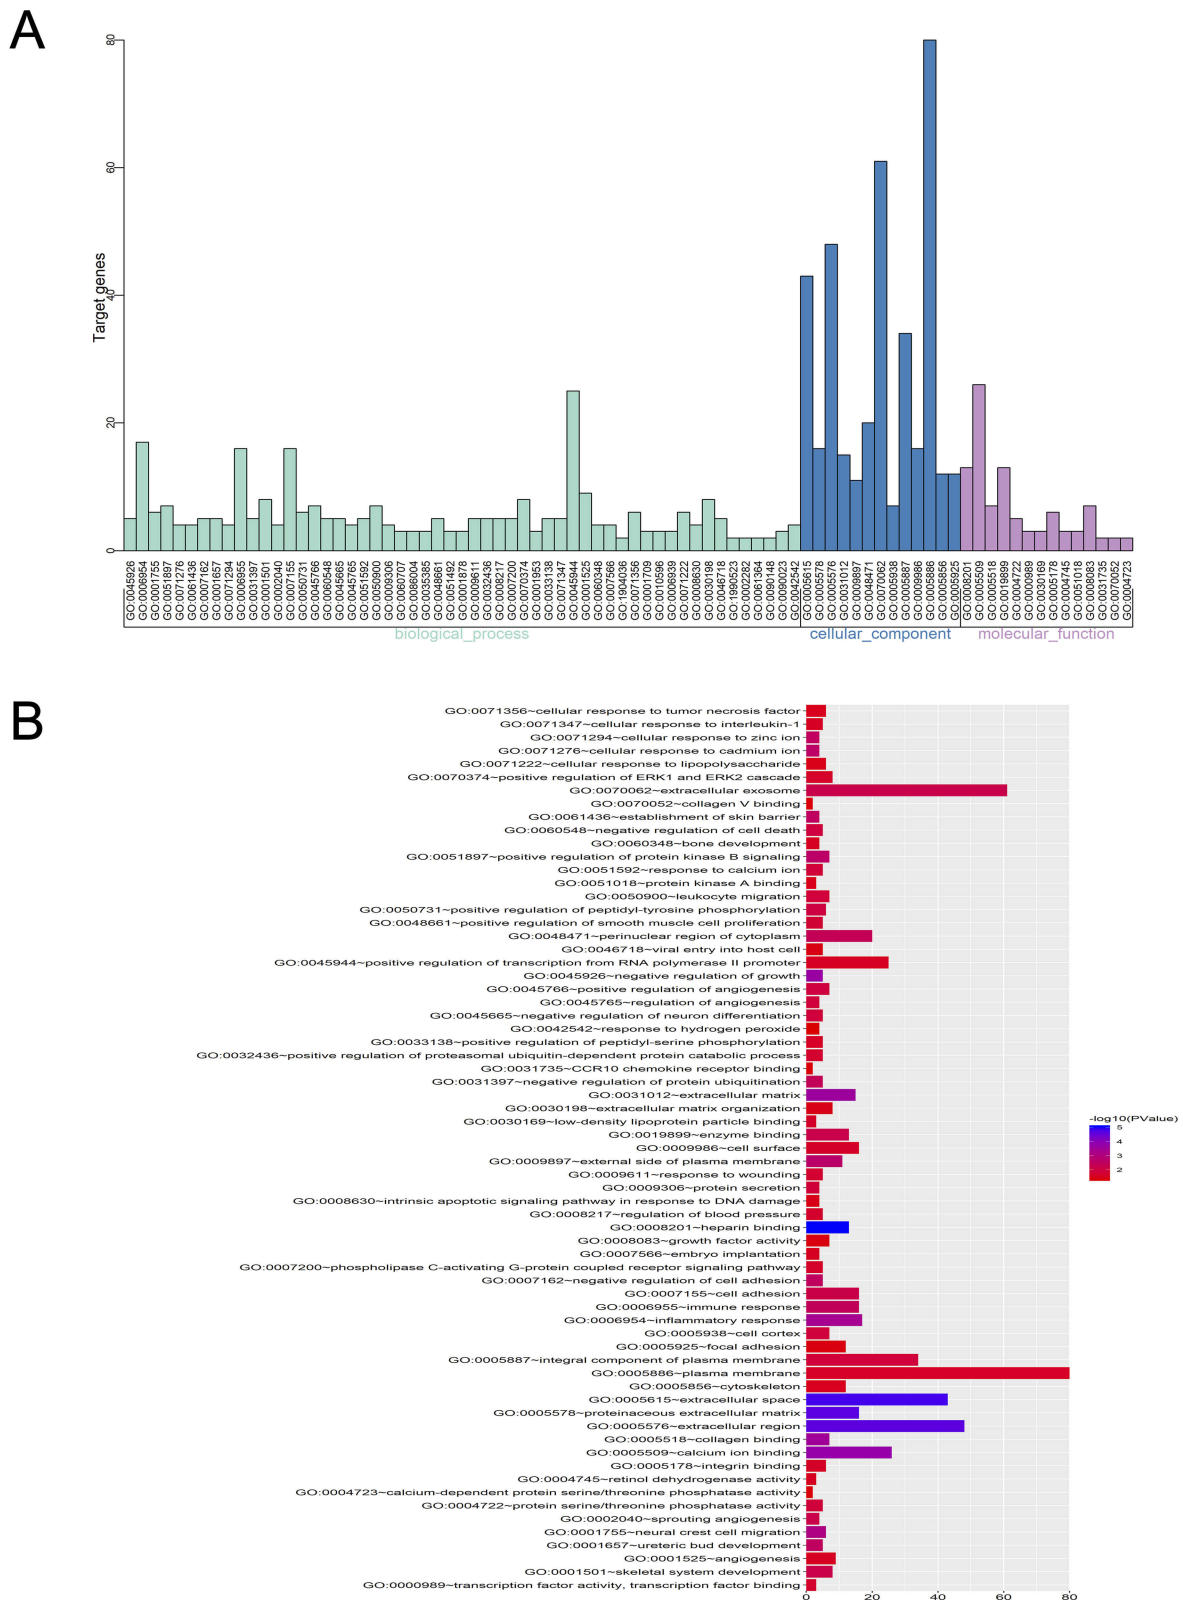 A
Target genes
80
60
40
20
0
GO:0045926
GO:0006954
GO:0001755
GO:0051897
GO:0071276
GO:0061436
GO:0007162
GO:0001657
GO:0071294
GO:0006955
GO:0031397
GO:0001501
GO:0002040
GO:0007155
GO:0050731
GO:0045766
GO:0060548
GO:0045665
GO:0045765
GO:0051592
GO:0050900
GO:0009306
GO:0060707
GO:0086004
GO:0035385
GO:0048661
GO:0051492
GO:0001878
GO:0009611
GO:0032436
GO:0008217
GO:0007200
GO:0070374
GO:0001953
GO:0033138
GO:0071347
GO:0045944
GO:0001525
GO:0060348
GO:0007566
GO:1904036
GO:0071356
GO:0001709
GO:0010596
GO:0006932
GO:0071222
GO:0008630
GO:0030198
GO:0046718
GO:1990523
GO:0002282
GO:0061364
GO:0090148
GO:0090023
GO:0042542
GO:0005615
GO:0005578
GO:0005576
GO:0031012
GO:0009897
GO:0048471
GO:0070062
GO:0005938
GO:0005887
GO:0009986
GO:0005886
GO:0005856
GO:0005925
GO:0008201
GO:0005509
GO:0005518
GO:0019899
GO:0004722
GO:0000989
GO:0030169
GO:0005178
GO:0004745
GO:0051018
GO:0008083
GO:0031735
GO:0070052
GO:0004723
biological_process
cellular_component
molecular_function
B
GO:0071356~cellular response to tumor necrosis factor
GO:0071347~cellular response to interleukin-1
GO:0071294~cellular response to zinc ion
GO:0071276~cellular response to cadmium ion
GO:0071222~cellular response to lipopolysaccharide
GO:0070374~positive regulation of ERK1 and ERK2 cascade
GO:0070062~extracellular exosome
GO:0070052~collagen V binding
GO:0061436~establishment of skin barrier
GO:0060548~negative regulation of cell death
GO:0060348~bone development
GO:0051897~positive regulation of protein kinase B signaling
GO:0051592~response to calcium ion
GO:0051018~protein kinase A binding
GO:0050900~leukocyte migration
GO:0050731~positive regulation of peptidyl-tyrosine phosphorylation
GO:0048661~positive regulation of smooth muscle cell proliferation
GO:0048471~perinuclear region of cytoplasm
GO:0046718~viral entry into host cell
GO:0045944~positive regulation of transcription from RNA polymerase II promoter
GO:0045926~negative regulation of growth
GO:0045766~positive regulation of angiogenesis
GO:0045765~regulation of angiogenesis
GO:0045665~negative regulation of neuron differentiation
GO:0042542~response to hydrogen peroxide
GO:0033138~positive regulation of peptidyl-serine phosphorylation
GO:0032436~positive regulation of proteasomal ubiquitin-dependent protein catabolic process
GO:0031735~CCR10 chemokine receptor binding
GO:0031397~negative regulation of protein ubiquitination
GO:0031012~extracellular matrix
GO:0030198~extracellular matrix organization
GO:0030169~low-density lipoprotein particle binding
GO:0019899~enzyme binding
GO:0009986~cell surface
GO:0009897~external side of plasma membrane
GO:0009611~response to wounding
GO:0009306~protein secretion
GO:0008630~intrinsic apoptotic signaling pathway in response to DNA damage
GO:0008217~regulation of blood pressure
GO:0008201~heparin binding
GO:0008083~growth factor activity
GO:0007566~embryo implantation
GO:0007200~phospholipase C-activating G-protein coupled receptor signaling pathway
GO:0007162~negative regulation of cell adhesion
GO:0007155~cell adhesion
GO:0006955~immune response
GO:0006954~inflammatory response
GO:0005938~cell cortex
GO:0005925~focal adhesion
GO:0005887~integral component of plasma membrane
GO:0005886~plasma membrane
GO:0005856~cytoskeleton
GO:0005615~extracellular space
GO:0005578~proteinaceous extracellular matrix
GO:0005576~extracellular region
GO:0005518~collagen binding
GO:0005509~calcium ion binding
GO:0005178~integrin binding
GO:0004745~retinol dehydrogenase activity
GO:0004723~calcium-dependent protein serine/threonine phosphatase activity
GO:0004722~protein serine/threonine phosphatase activity
GO:0002040~sprouting angiogenesis
GO:0001755~neural crest cell migration
GO:0001657~ureteric bud development
GO:0001525~angiogenesis
GO:0001501~skeletal system development
GO:0000989~transcription factor activity, transcription factor binding
0 20 40 60 80
-log10(PValue)
5
4
3
2